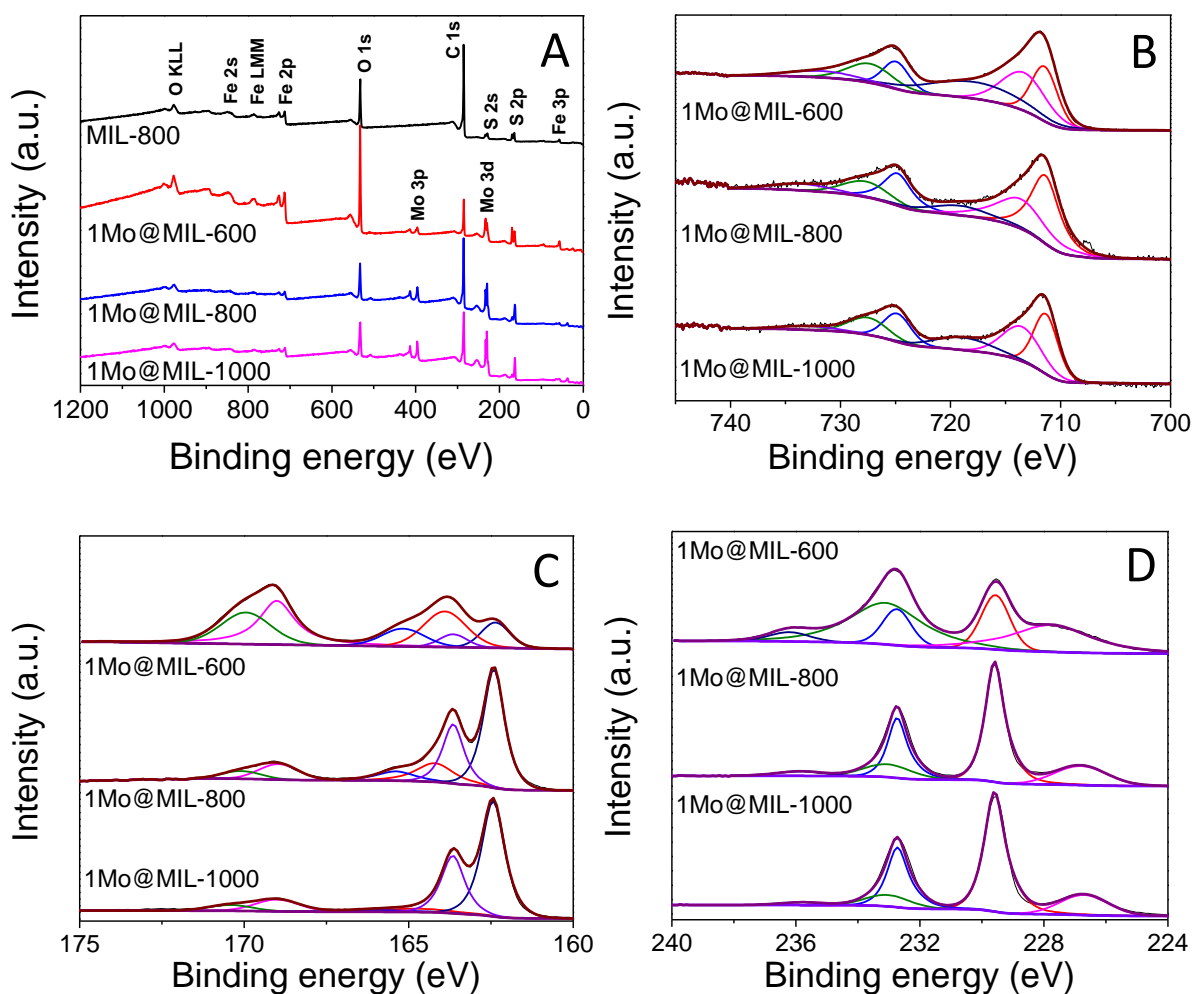 A
O KLL
Fe 2s
Fe LMM
Fe 2p
O 1s
C 1s
S 2s
S 2p
Fe 3p
MIL-800
Mo 3p
Mo 3d
1Mo@MIL-600
1Mo@MIL-800
1Mo@MIL-1000
Intensity (a.u.)
1200 1000 800 600 400 200 0
Binding energy (eV)
B
1Mo@MIL-600
1Mo@MIL-800
1Mo@MIL-1000
Intensity (a.u.)
740 730 720 710 700
Binding energy (eV)
C
1Mo@MIL-600
1Mo@MIL-800
1Mo@MIL-1000
Intensity (a.u.)
175 170 165 160
Binding energy (eV)
D
1Mo@MIL-600
1Mo@MIL-800
1Mo@MIL-1000
Intensity (a.u.)
240 236 232 228 224
Binding energy (eV)